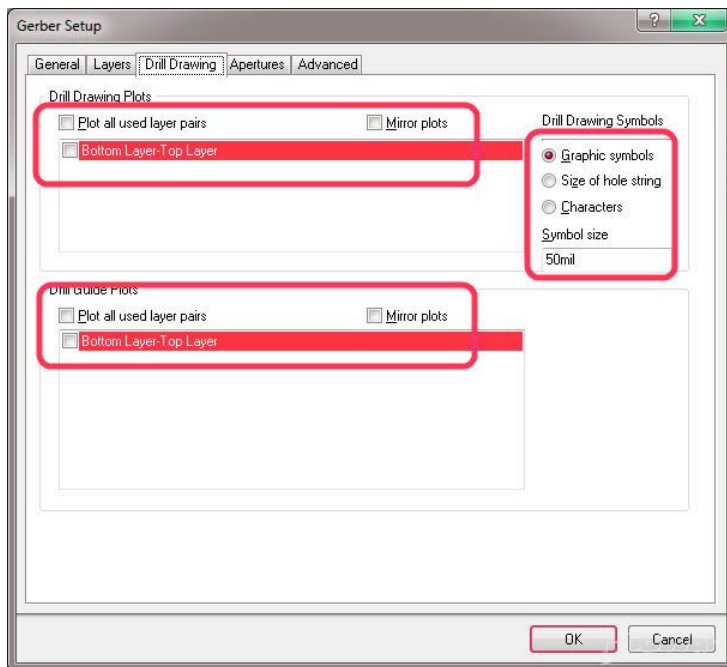 Gerber Setup
General Layers Drill Drawing Apertures Advanced
Drill Drawing Plots
Plot all used layer pairs Mirror plots
Bottom Layer-Top Layer
Drill Drawing Symbols
Graphic symbols
Size of hole string
Characters
Symbol size
50mil
Drill Guide Plots
Plot all used layer pairs Mirror plots
Bottom Layer-Top Layer
OK Cancel